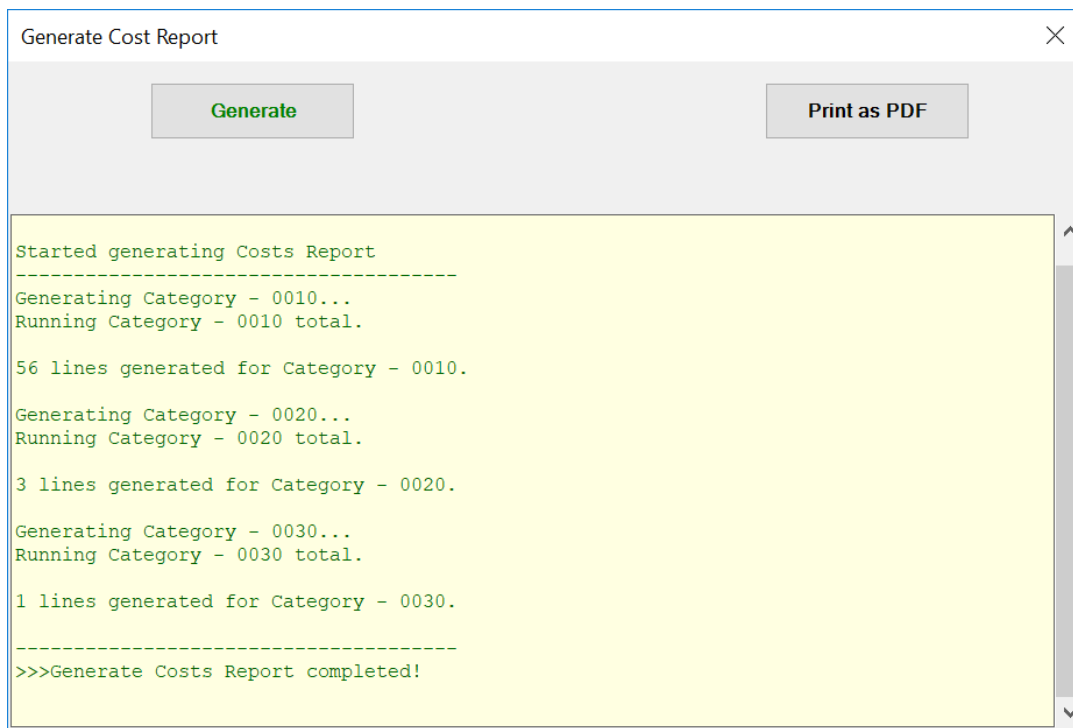 Generate Cost Report
Generate
Print as PDF
Started generating Costs Report
--------------------------------------
Generating Category - 0010...
Running Category - 0010 total.
56 lines generated for Category - 0010.
Generating Category - 0020...
Running Category - 0020 total.
3 lines generated for Category - 0020.
Generating Category - 0030...
Running Category - 0030 total.
1 lines generated for Category - 0030.
--------------------------------------
>>>Generate Costs Report completed!